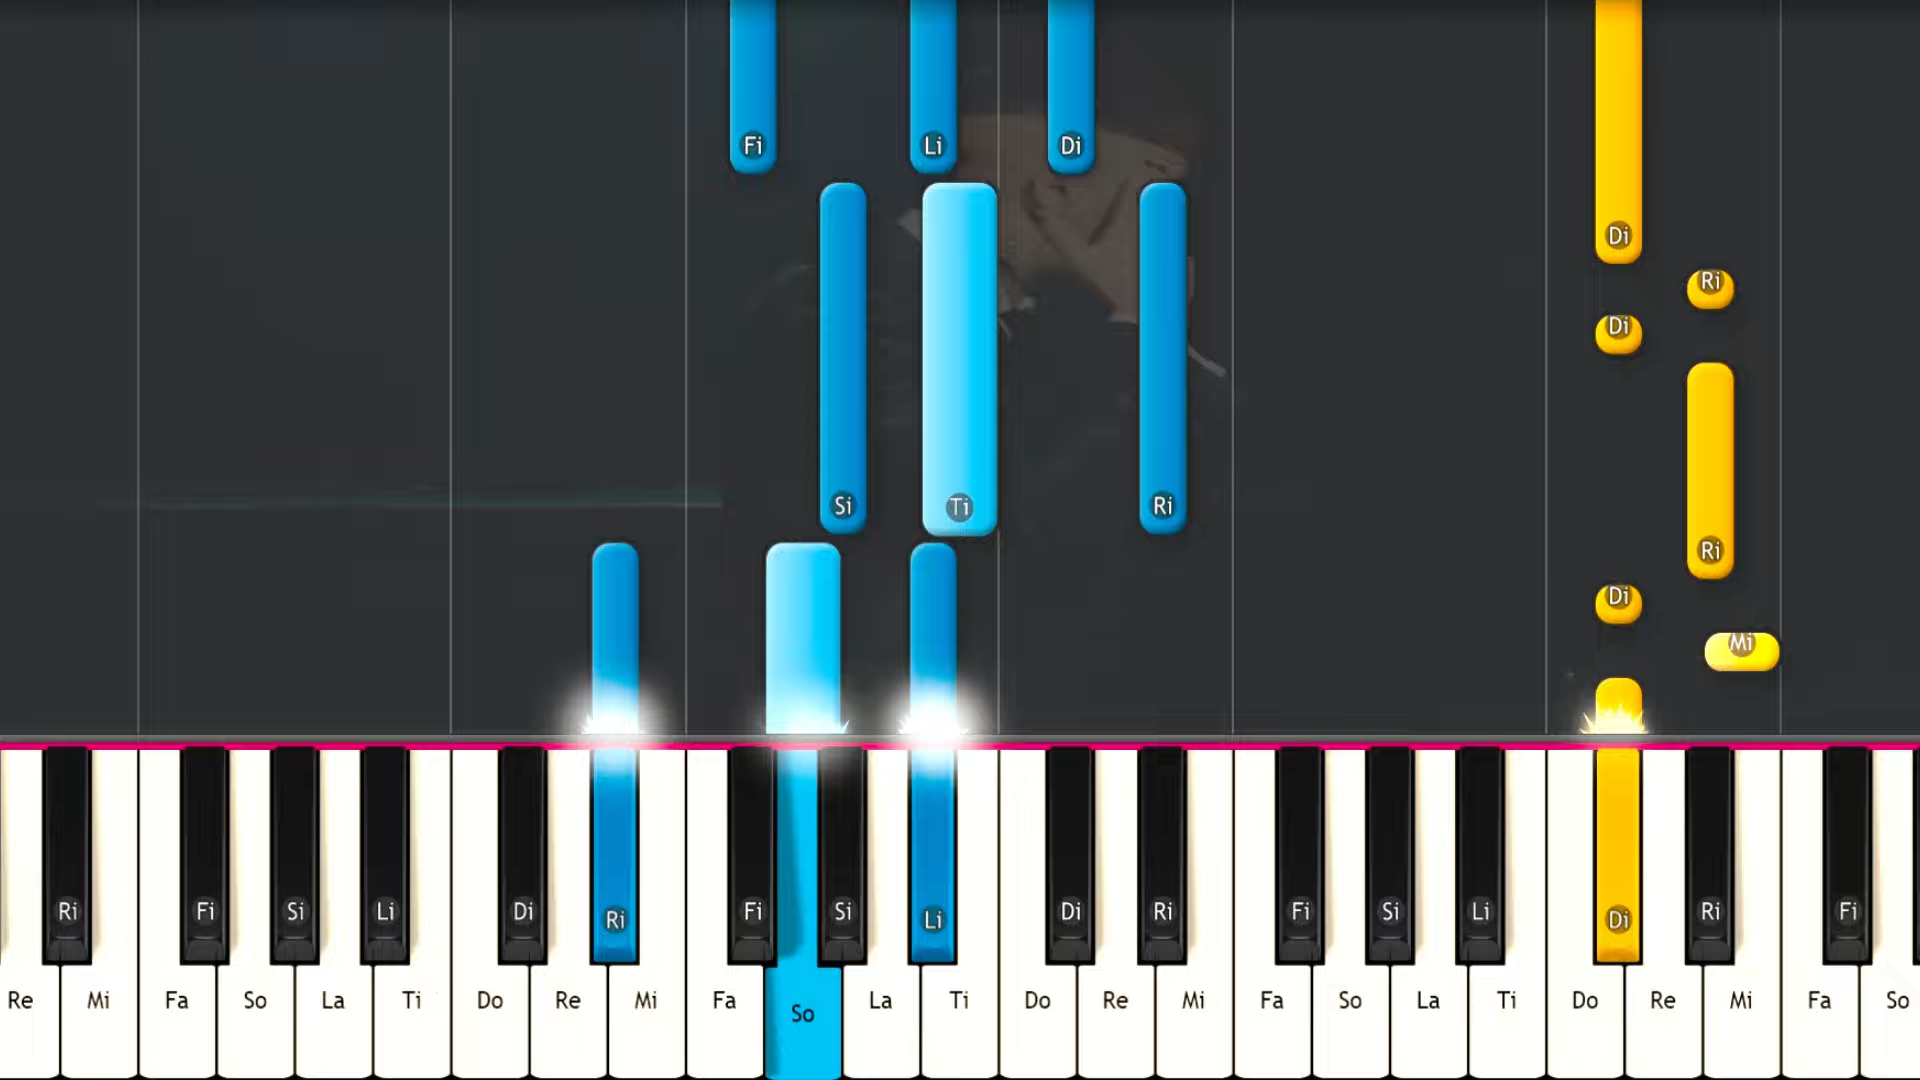 Fi Li Di
Di
Ri
Di
Si Ti Ri
Ri
Di
Mi
Ri Fi Si Li Di Ri Fi Si Li Di Ri Fi Si Li Di Ri Fi
Re Mi Fa So La Ti Do Re Mi Fa So La Ti Do Re Mi Fa So La Ti Do Re Mi Fa So